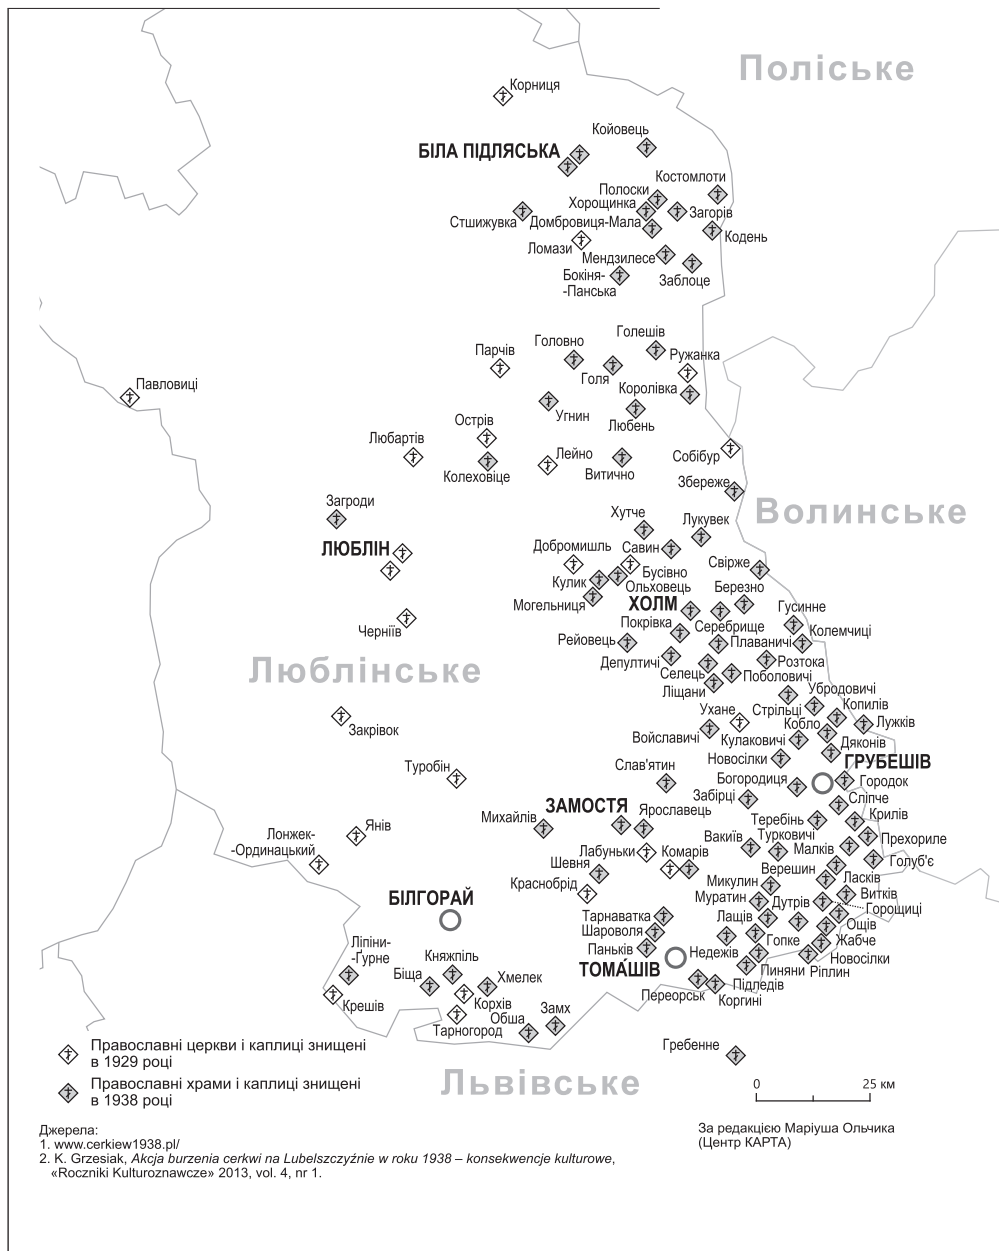 Поліське
Корниця
Койовець
БІЛА ПІДЛЯСЬКА
Костомлоти
Полоски
Хорощинка
Загорів
Стшижувка
Домбровиця-Мала
Кодень
Ломази
Мендзилесе
Бокіня-
-Панська
Заблоце
Голешів
Головно
Парчів
Ружанка
Голя
Королівка
Павловиці
Угнин
Любень
Острів
Любартів
Собібур
Лейно
Колеховіце
Витично
Збереже
Загроди
Волинське
Хутче
Лукувек
ЛЮБЛІН
Добромишль
Савин
Свірже
Бусівно
Кулик
Ольховець
Березно
Могельниця
ХОЛМ
Гусинне
Покрівка
Серебрище
Колемчиці
Черніїв
Рейовець
Плаваничі
Депултичі
Розтока
Люблінське
Селець
Поболовичі
Ліщани
Убродовичі
Ухане
Стрільці
Копилів
Закрівок
Кобло
Лужків
Войславичі
Кулаковичі
Дяконів
Новосілки
ГРУБЕШІВ
Туробін
Слав'ятин
Богородиця
Городок
Забірці
Сліпче
ЗАМОСТЯ
Ярославець
Михайлів
Теребінь
Крилів
Янів
Вакиїв
Туркович​і
Прехориле
Лонжек-
-Ординацький
Лабуньки
Комарів
Малків
Голуб'є
Шевня
Верешин
Краснобрід
Микулин
Ласків
БІЛГОРАЙ
Муратин
Дутрів
Витків
Горощиці
Тарнаватка
Лащів
Ощів
Шароволя
Гопке
Жабче
Ліпіни-
-Ґурне
Княжпіль
Паньків
Недежів
Новосілки
ТОМА́ШІВ
Пиняни
Ріплин
Біща
Хмелек
Підледів
Переорськ
Коргині
Крешів
Корхів
Замх
Обша
Тарногород
Гребенне
Православні церкви і каплиці знищені
в 1929 році
Православні храми і каплиці знищені
в 1938 році
Львівське
0 25 км
Джерела:
1. www.cerkiew1938.pl/
2. K. Grzesiak, Akcja burzenia cerkwi na Lubelszczyźnie w roku 1938 – konsekwencje kulturowe,
«Roczniki Kulturoznawcze» 2013, vol. 4, nr 1.
За редакцією Маріуша Ольчика
(Центр КАРТА)